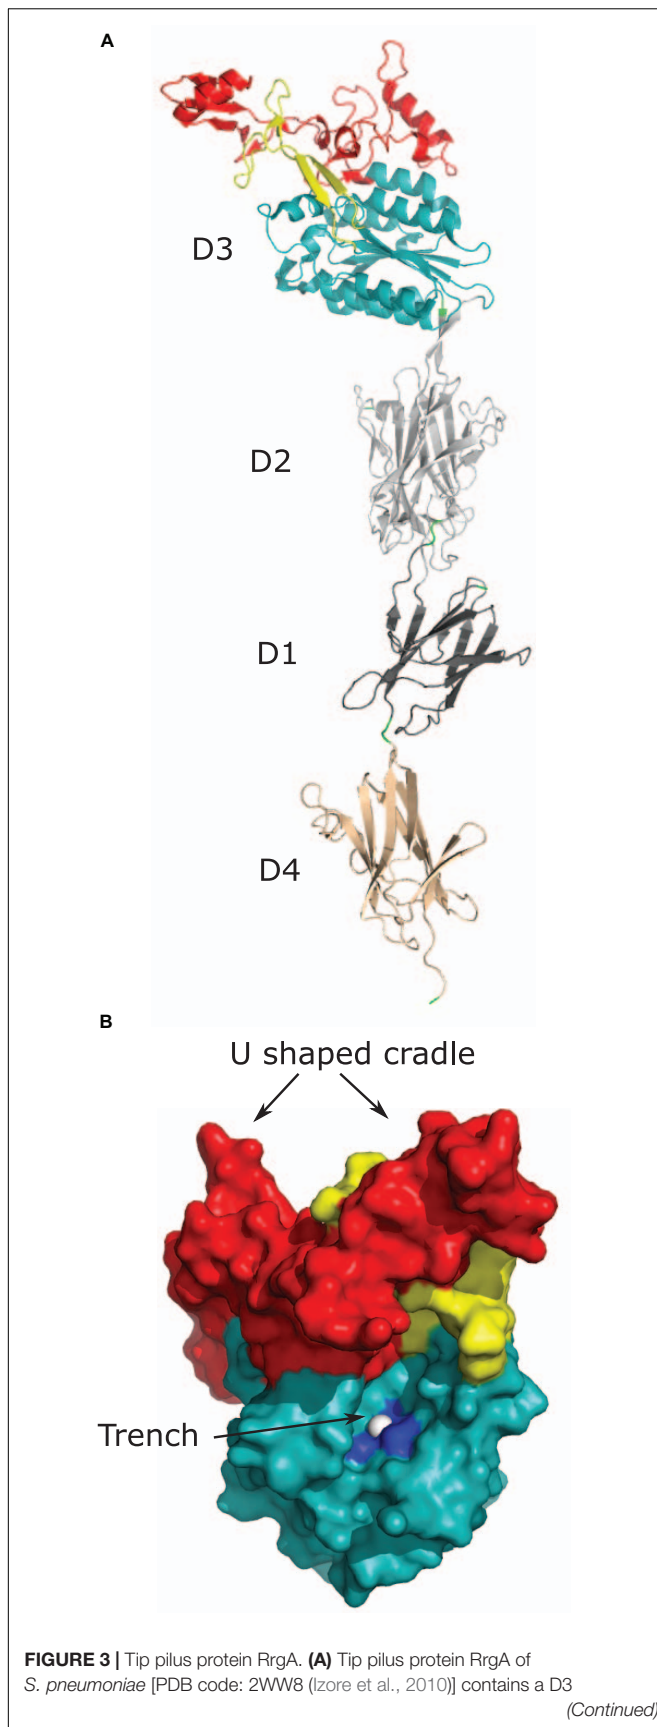 A
D3
D2
D1
D4
B
U shaped cradle
Trench
FIGURE 3 | Tip pilus protein RrgA. (A) Tip pilus protein RrgA of
S. pneumoniae [PDB code: 2WW8 (Izore et al., 2010)] contains a D3
(Continued)